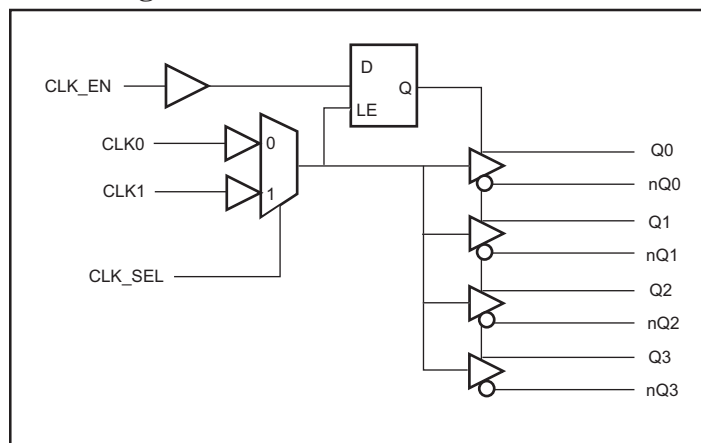 CLK_EN
D
Q
LE
CLK0
0
CLK1
1
CLK_SEL
Q0
nQ0
Q1
nQ1
Q2
nQ2
Q3
nQ3